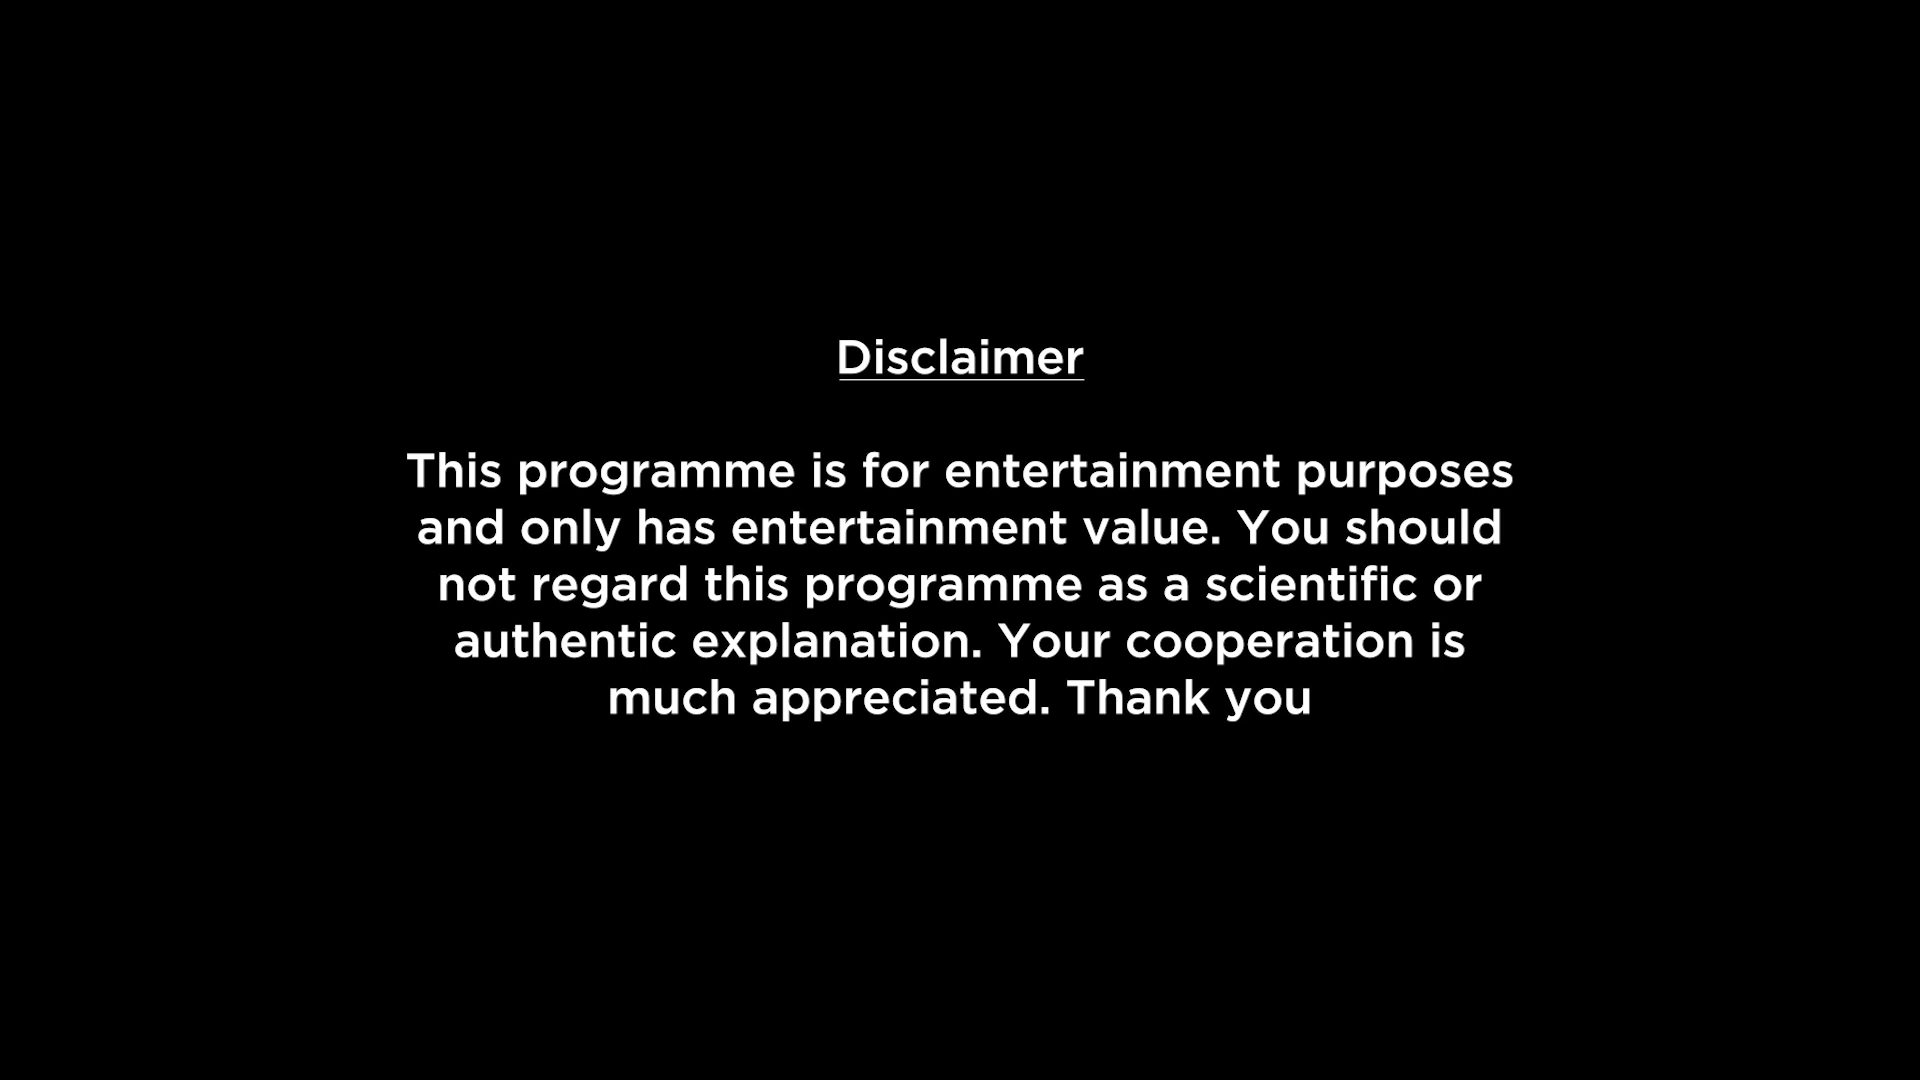 Disclaimer
This programme is for entertainment purposes
and only has entertainment value. You should
not regard this programme as a scientific or
authentic explanation. Your cooperation is
much appreciated. Thank you